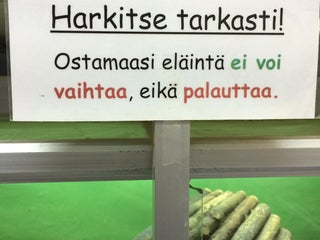 Harkitse tarkasti!
Ostamaasi eläintä ei voi
vaihtaa, eikä palauttaa.